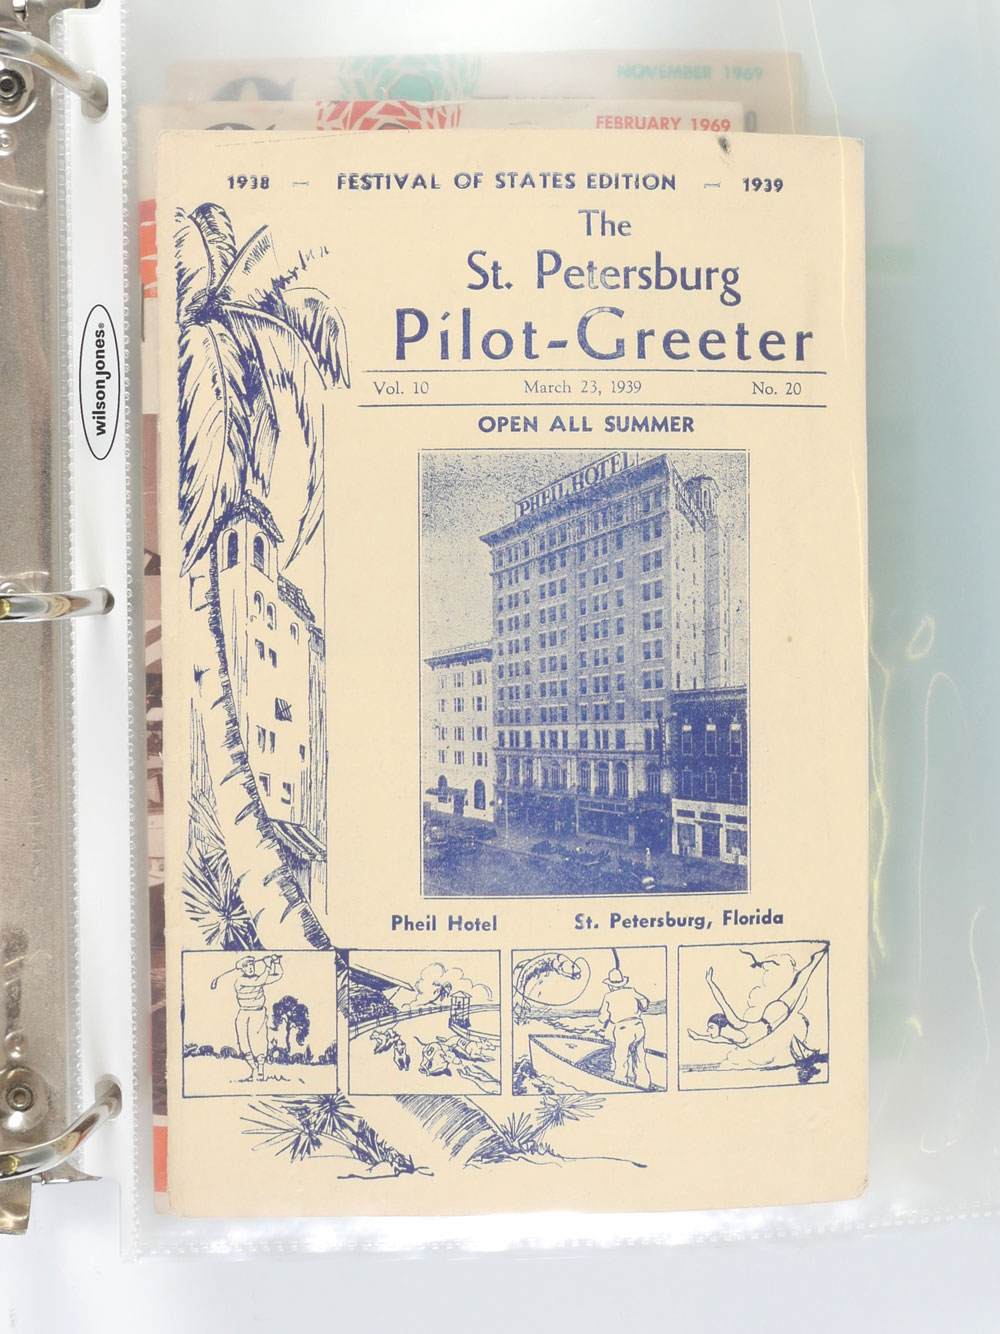 NOVEMBER 1969
FEBRUARY 1969
1938 — FESTIVAL OF STATES EDITION — 1939
The
St. Petersburg
Pilot-Greeter
Vol. 10 March 23, 1939 No. 20
OPEN ALL SUMMER
PHEIL HOTEL
Pheil Hotel St. Petersburg, Florida
wilsonjones®